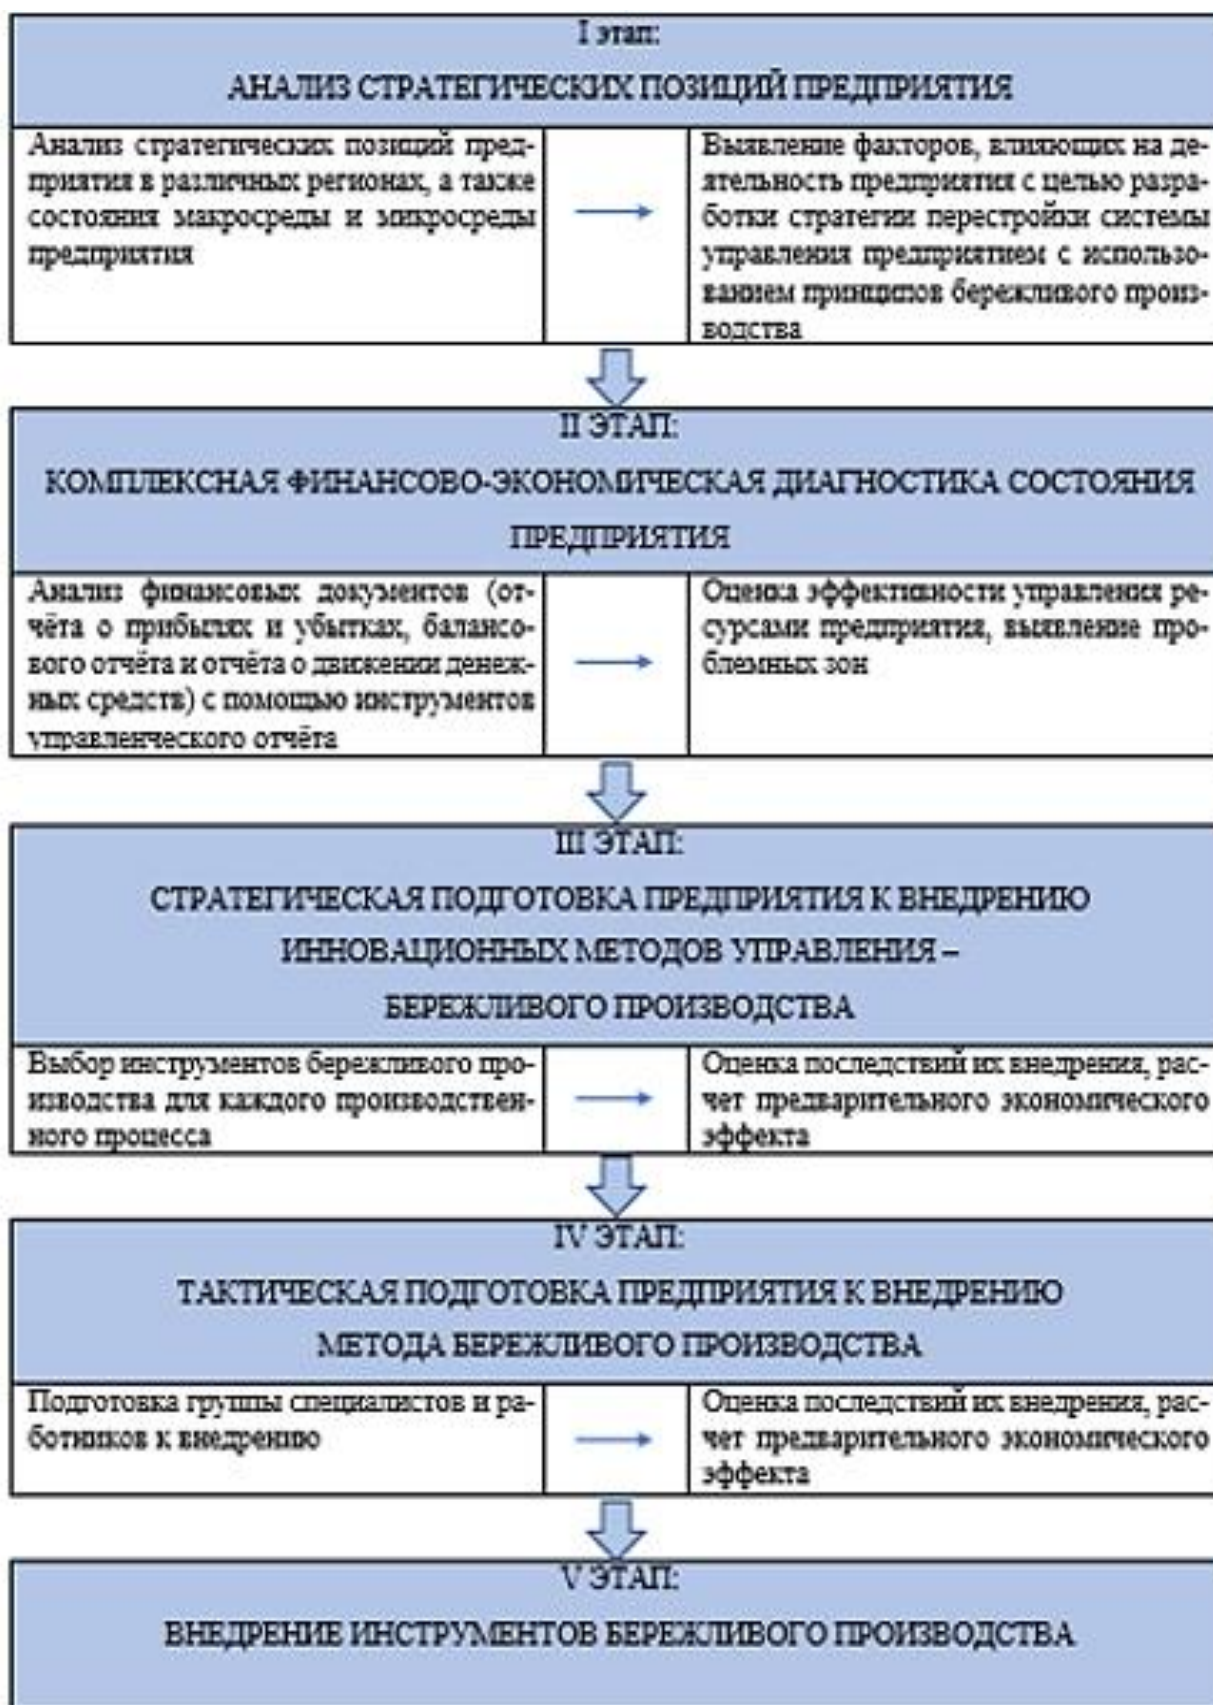 I этап:
АНАЛИЗ СТРАТЕГИЧЕСКИХ ПОЗИЦИЙ ПРЕДПРИЯТИЯ
Анализ стратегических позиций пред-
приятия в различных регионах, а также
состояния макросреды и микросреды
предприятия
Выявление факторов, влияющих на де-
ятельность предприятия с целью разра-
ботки стратегии перестройки системы
управления предприятием с использо-
ванием принципов бережливого произ-
водства
II ЭТАП:
КОМПЛЕКСНАЯ ФИНАНСОВО-ЭКОНОМИЧЕСКАЯ ДИАГНОСТИКА СОСТОЯНИЯ
ПРЕДПРИЯТИЯ
Анализ финансовых документов (от-
чёта о прибылях и убытках, балансо-
вого отчёта и отчёта о движении денеж-
ных средств) с помощью инструментов
управленческого отчёта
Оценка эффективности управления ре-
сурсами предприятия, выявление про-
блемных зон
III ЭТАП:
СТРАТЕГИЧЕСКАЯ ПОДГОТОВКА ПРЕДПРИЯТИЯ К ВНЕДРЕНИЮ
ИННОВАЦИОННЫХ МЕТОДОВ УПРАВЛЕНИЯ –
БЕРЕЖЛИВОГО ПРОИЗВОДСТВА
Выбор инструментов бережливого про-
изводства для каждого производствен-
ного процесса
Оценка последствий их внедрения, рас-
чет предварительного экономического
эффекта
IV ЭТАП:
ТАКТИЧЕСКАЯ ПОДГОТОВКА ПРЕДПРИЯТИЯ К ВНЕДРЕНИЮ
МЕТОДА БЕРЕЖЛИВОГО ПРОИЗВОДСТВА
Подготовка группы специалистов и ра-
ботников к внедрению
Оценка последствий их внедрения, рас-
чет предварительного экономического
эффекта
V ЭТАП:
ВНЕДРЕНИЕ ИНСТРУМЕНТОВ БЕРЕЖЛИВОГО ПРОИЗВОДСТВА